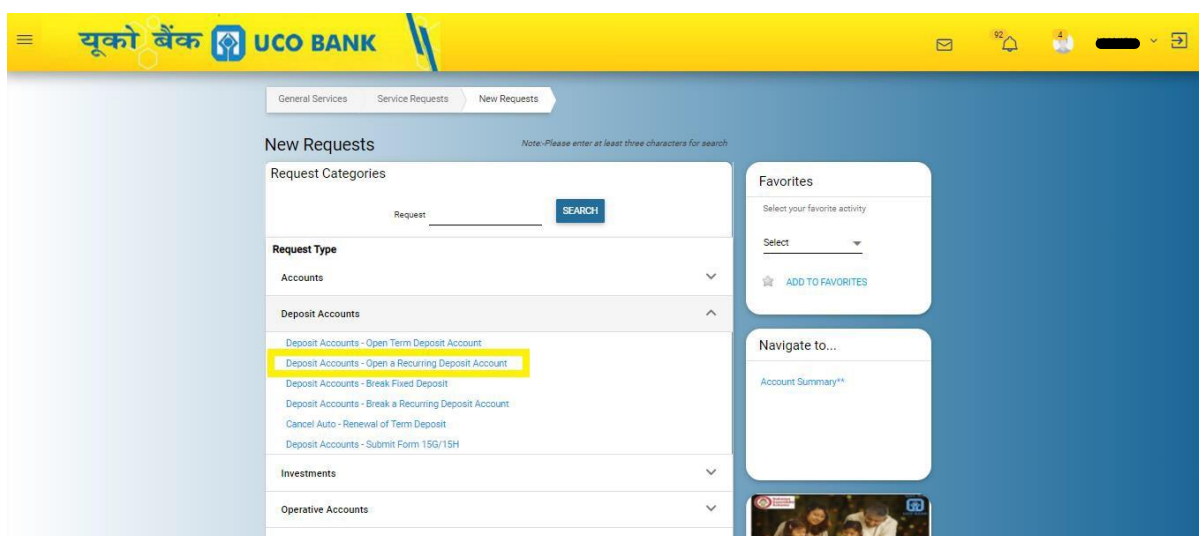 यूको बैंक UCO BANK
92
4
General Services Service Requests New Requests
New Requests
Note:-Please enter at least three characters for search
Request Categories
Request SEARCH
Request Type
Accounts
Deposit Accounts
Deposit Accounts - Open Term Deposit Account
Deposit Accounts - Open a Recurring Deposit Account
Deposit Accounts - Break Fixed Deposit
Deposit Accounts - Break a Recurring Deposit Account
Cancel Auto - Renewal of Term Deposit
Deposit Accounts - Submit Form 15G/15H
Investments
Operative Accounts
Favorites
Select your favorite activity
Select
ADD TO FAVORITES
Navigate to...
Account Summary**
UCO BANK